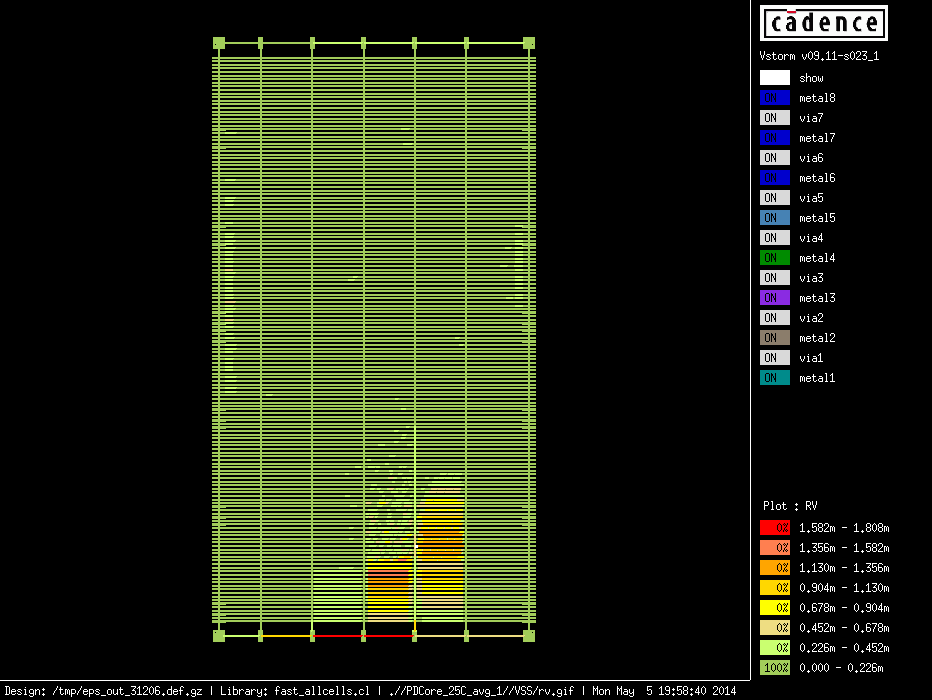 cādence
Vstorm v09.11-s023_1
show
metal8
ON via7
metal7
ON via6
metal6
ON via5
ON metal5
ON via4
ON metal4
ON via3
ON metal3
ON via2
ON metal2
ON via1
ON metal1
Plot : RV
0% 1.582m - 1.808m
0% 1.356m - 1.582m
0% 1.130m - 1.356m
0% 0.904m - 1.130m
0% 0.678m - 0.904m
0% 0.452m - 0.678m
0% 0.226m - 0.452m
100% 0.000 - 0.226m
Design: /tmp/eps_out_31206.def.gz | Library: fast_allcells.cl | .//PDCore_25C_avg_1//VSS/rv.gif | Mon May  5 19:58:40 2014